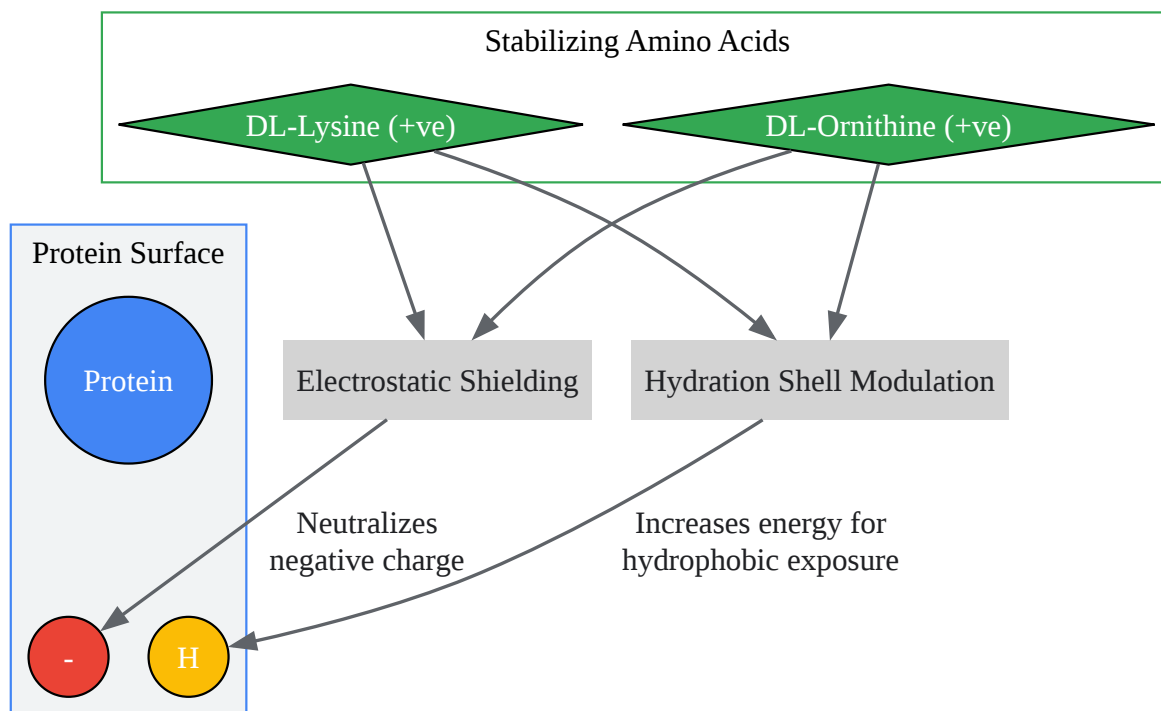 Stabilizing Amino Acids
DL-Lysine (+ve)
DL-Ornithine (+ve)
Protein Surface
Protein
Electrostatic Shielding
Hydration Shell Modulation
Neutralizes
negative charge
Increases energy for
hydrophobic exposure
-
H